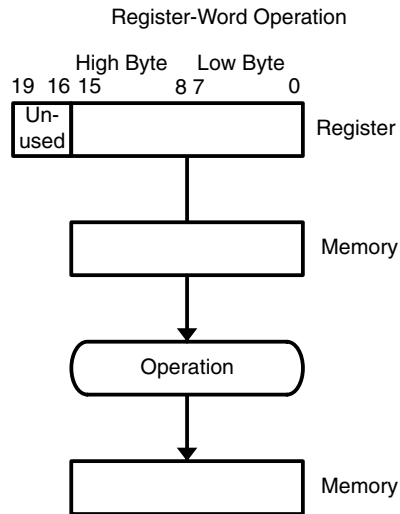 Register-Word Operation
High Byte Low Byte
19 16 15 8 7 0
Un-
used
Register
Memory
Operation
Memory